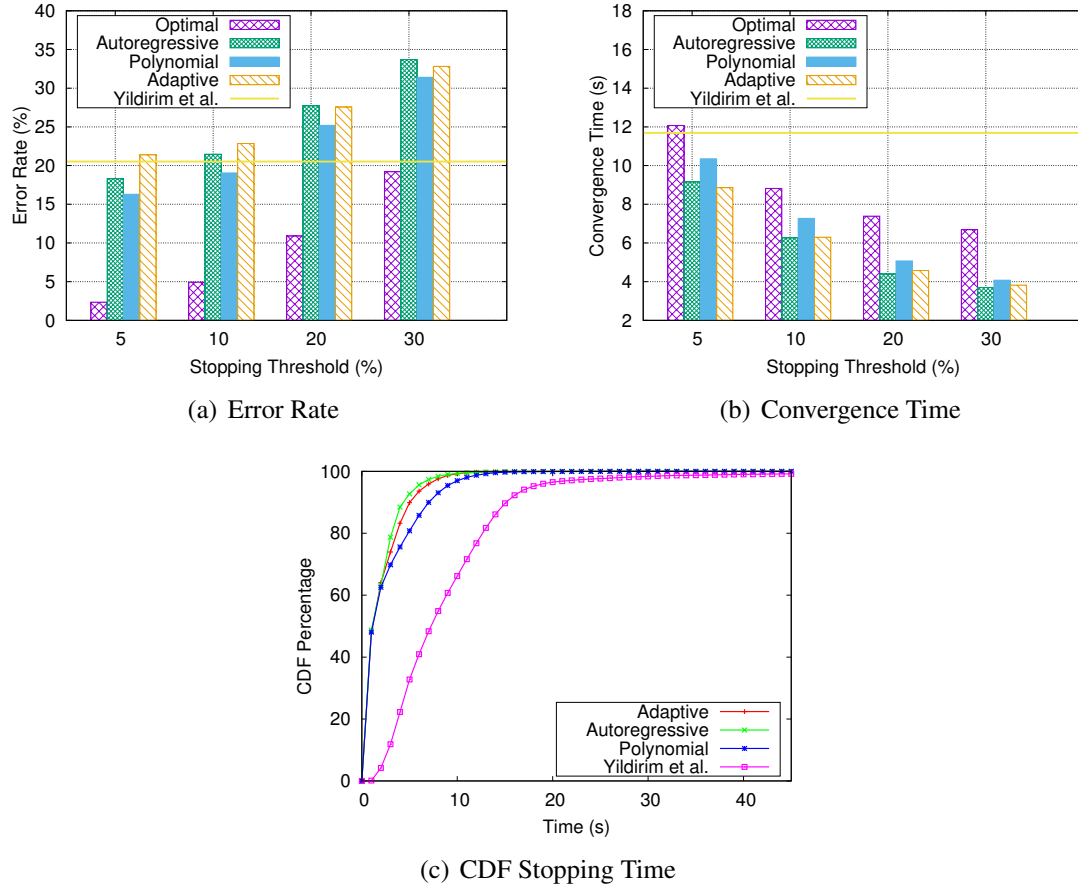 40
35
30
25
20
15
10
5
0
Error Rate (%)
Optimal
Autoregressive
Polynomial
Adaptive
Yildirim et al.
5 10 20 30
Stopping Threshold (%)
(a) Error Rate
18
16
14
12
10
8
6
4
2
Convergence Time (s)
Optimal
Autoregressive
Polynomial
Adaptive
Yildirim et al.
5 10 20 30
Stopping Threshold (%)
(b) Convergence Time
100
80
60
40
20
0
CDF Percentage
Adaptive
Autoregressive
Polynomial
Yildirim et al.
0 10 20 30 40
Time (s)
(c) CDF Stopping Time